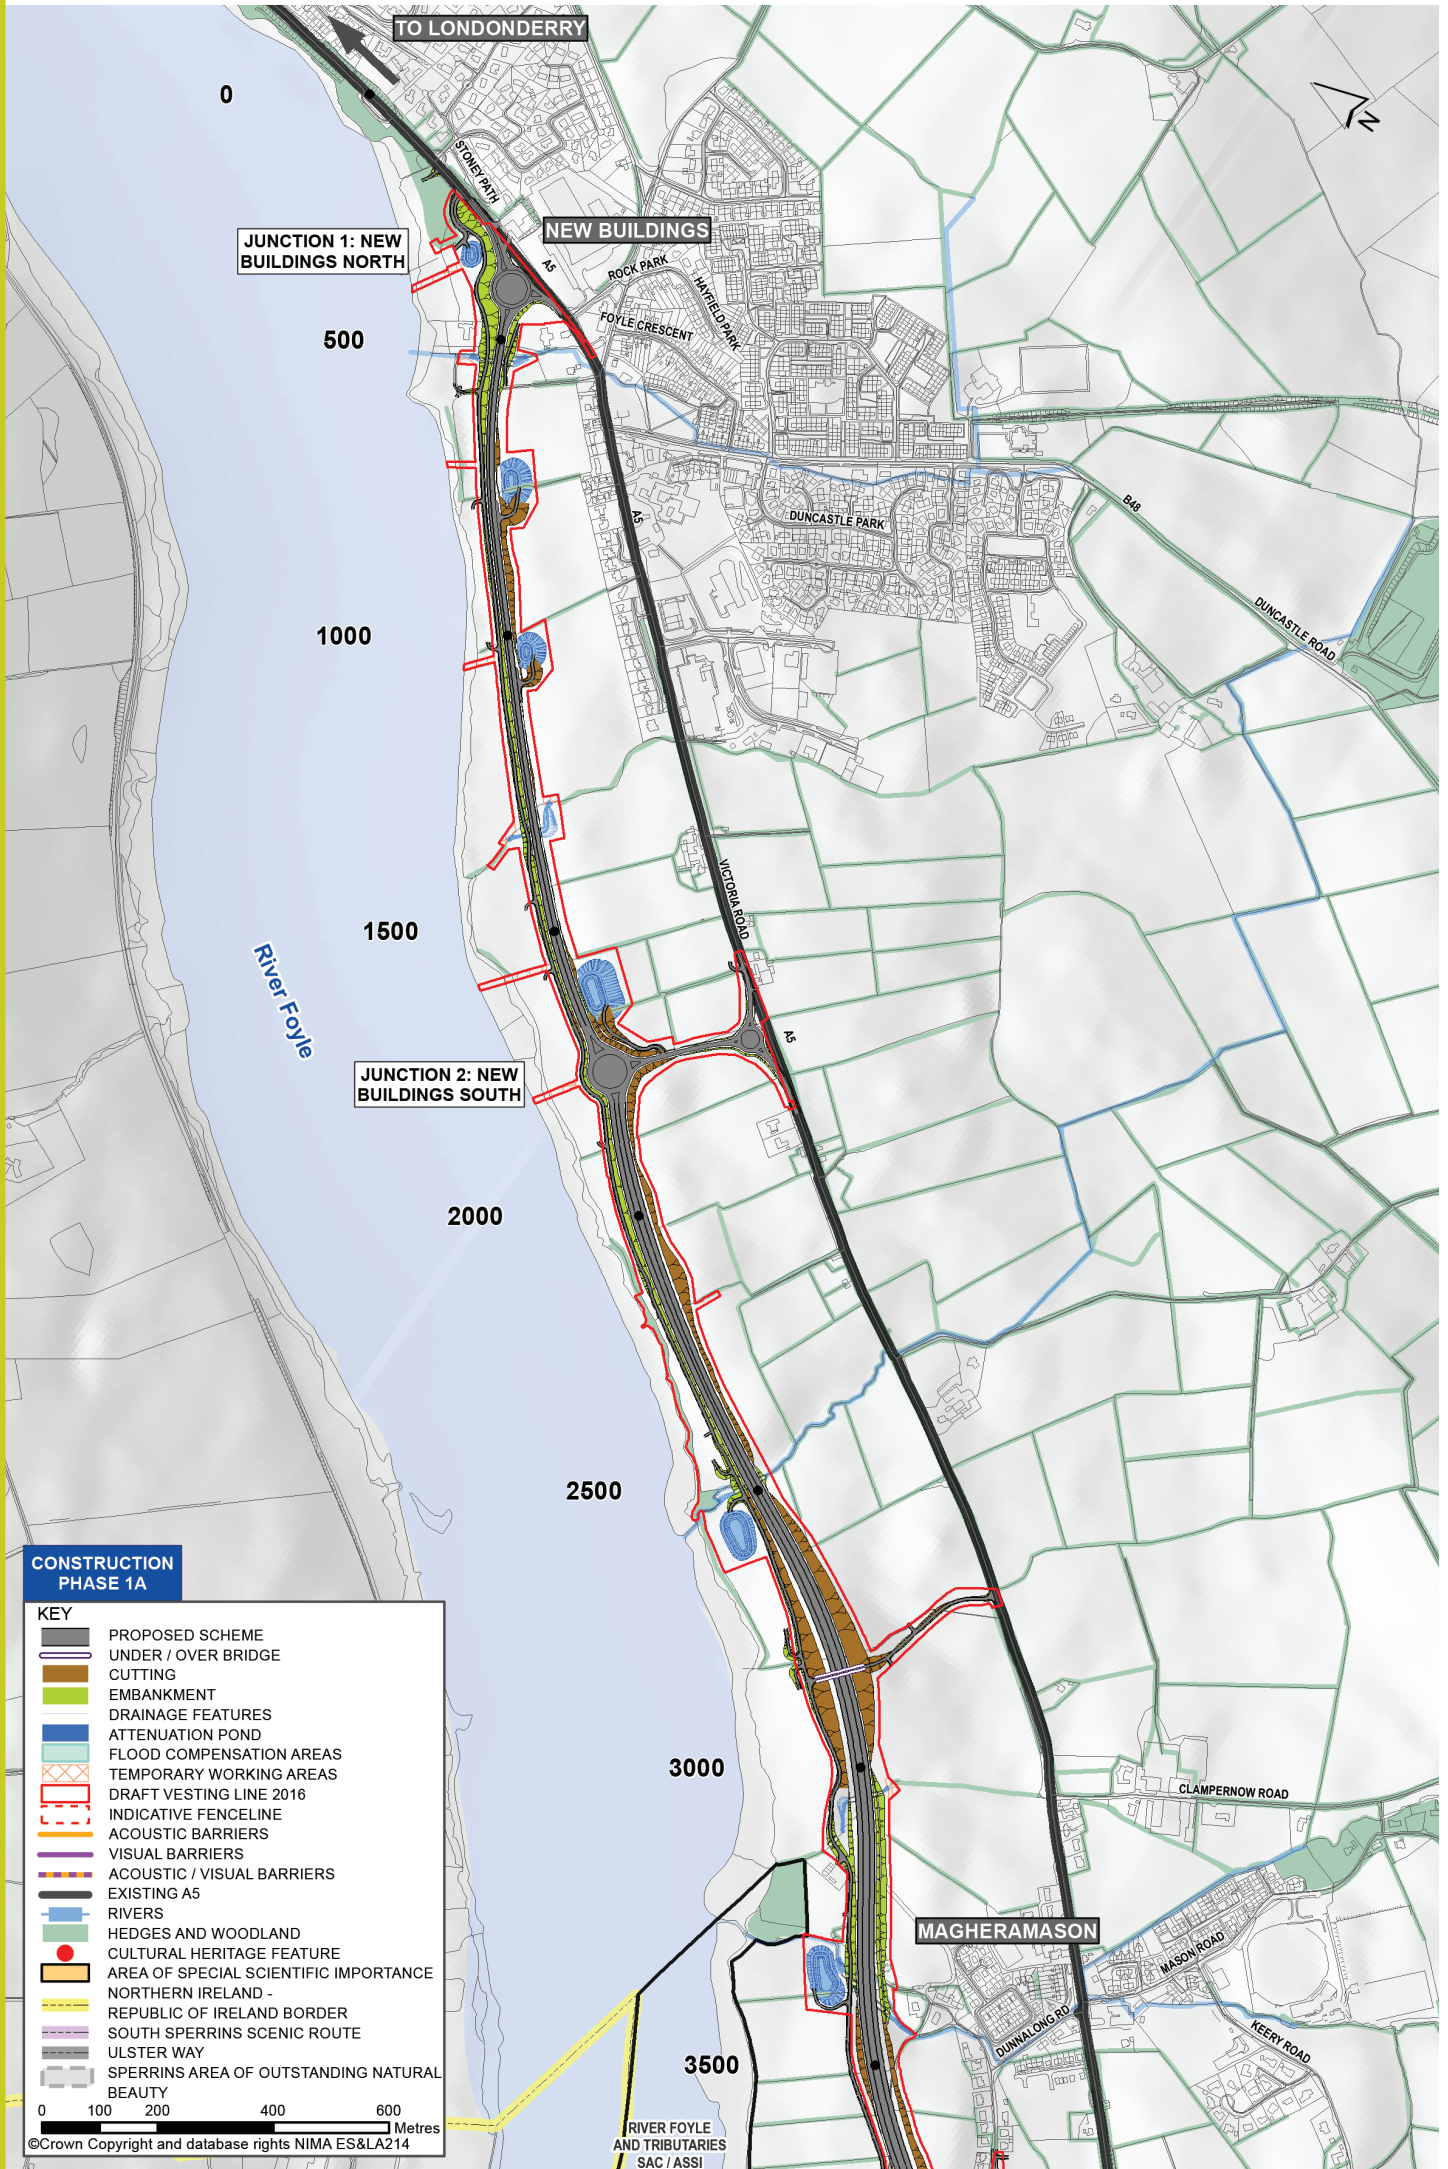 TO LONDONDERRY
0
N
STONEY PATH
NEW BUILDINGS
JUNCTION 1: NEW
BUILDINGS NORTH
A5
ROCK PARK
HAYFIELD PARK
FOYLE CRESCENT
500
B48
A5
DUNCASTLE PARK
DUNCASTLE ROAD
1000
VICTORIA ROAD
1500
River Foyle
A5
JUNCTION 2: NEW
BUILDINGS SOUTH
2000
2500
3000
CLAMPERNOW ROAD
MAGHERAMASON
MASON ROAD
DUNNALONG RD
KEERY ROAD
3500
RIVER FOYLE
AND TRIBUTARIES
SAC / ASSI
CONSTRUCTION
PHASE 1A
KEY
PROPOSED SCHEME
UNDER / OVER BRIDGE
CUTTING
EMBANKMENT
DRAINAGE FEATURES
ATTENUATION POND
FLOOD COMPENSATION AREAS
TEMPORARY WORKING AREAS
DRAFT VESTING LINE 2016
INDICATIVE FENCELINE
ACOUSTIC BARRIERS
VISUAL BARRIERS
ACOUSTIC / VISUAL BARRIERS
EXISTING A5
RIVERS
HEDGES AND WOODLAND
CULTURAL HERITAGE FEATURE
AREA OF SPECIAL SCIENTIFIC IMPORTANCE
NORTHERN IRELAND -
REPUBLIC OF IRELAND BORDER
SOUTH SPERRINS SCENIC ROUTE
ULSTER WAY
SPERRINS AREA OF OUTSTANDING NATURAL
BEAUTY
0 100 200 400 600
Metres
©Crown Copyright and database rights NIMA ES&LA214